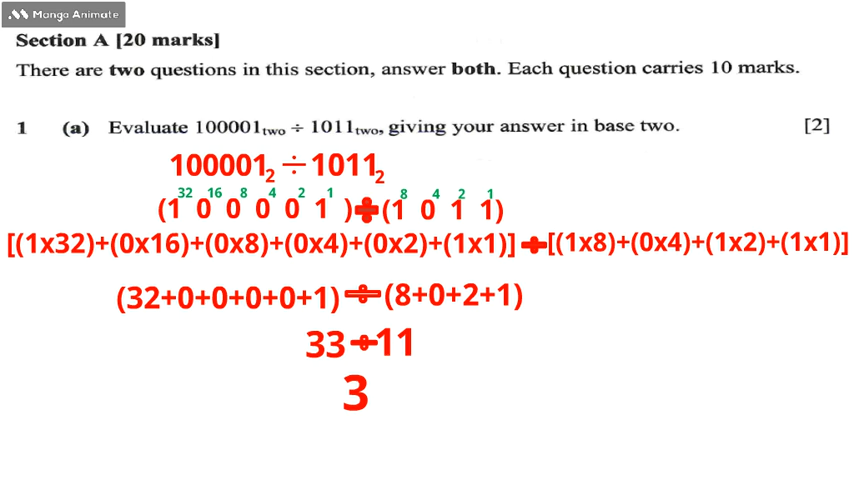 Manga Animate
Section A [20 marks]
There are two questions in this section, answer both. Each question carries 10 marks.
1 (a) Evaluate 100001two ÷ 1011two, giving your answer in base two. [2]
100001₂ ÷ 1011₂
32 16 8 4 2 1 8 4 2 1
(1 0 0 0 0 1 ) ÷ (1 0 1 1)
[(1x32)+(0x16)+(0x8)+(0x4)+(0x2)+(1x1)] ÷ [(1x8)+(0x4)+(1x2)+(1x1)]
(32+0+0+0+0+1) ÷ (8+0+2+1)
33 ÷ 11
3